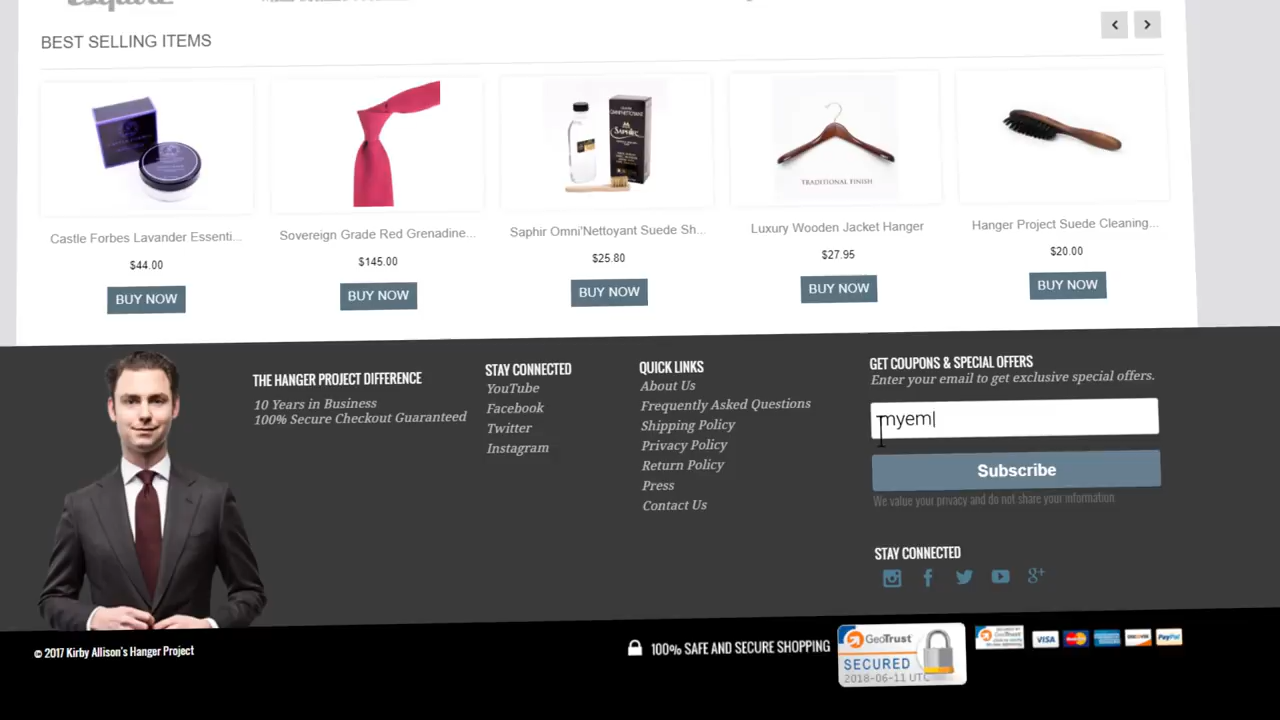 BEST SELLING ITEMS
TRADITIONAL FINISH
Castle Forbes Lavander Essenti...
Sovereign Grade Red Grenadine...
Saphir Omni'Nettoyant Suede Sh...
Luxury Wooden Jacket Hanger
Hanger Project Suede Cleaning...
$44.00
$145.00
$25.80
$27.95
$20.00
BUY NOW
BUY NOW
BUY NOW
BUY NOW
BUY NOW
THE HANGER PROJECT DIFFERENCE
10 Years in Business
100% Secure Checkout Guaranteed
STAY CONNECTED
YouTube
Facebook
Twitter
Instagram
QUICK LINKS
About Us
Frequently Asked Questions
Shipping Policy
Privacy Policy
Return Policy
Press
Contact Us
GET COUPONS & SPECIAL OFFERS
Enter your email to get exclusive special offers.
myem
Subscribe
We value your privacy and do not share your information
STAY CONNECTED
© 2017 Kirby Allison's Hanger Project
100% SAFE AND SECURE SHOPPING
GeoTrust
SECURED
2018-06-11 UTC
GeoTrust
VISA
PayPal